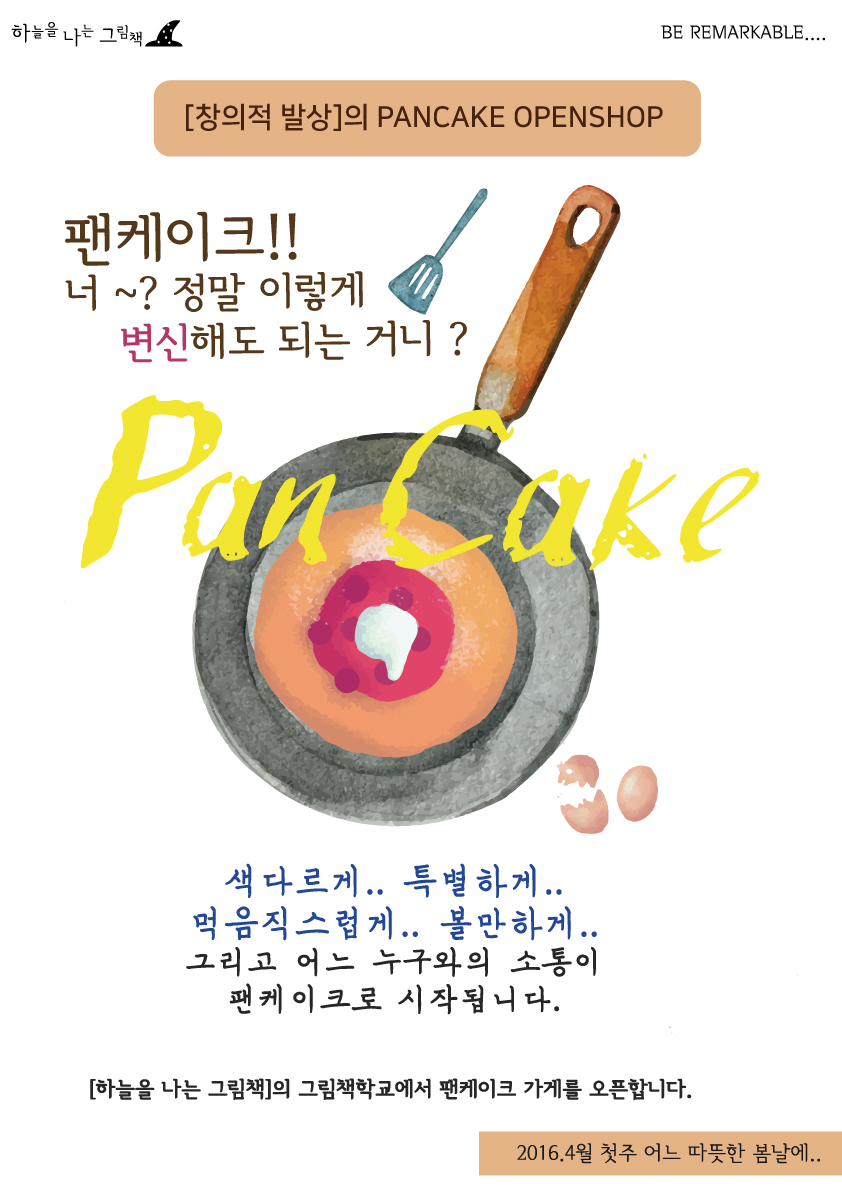 하늘을 나는 그림책
BE REMARKABLE....
[창의적 발상]의 PANCAKE OPENSHOP
팬케이크!!
너 ~? 정말 이렇게
변신해도 되는 거니 ?
Pan Cake
색다르게.. 특별하게..
먹음직스럽게.. 볼만하게..
그리고 어느 누구와의 소통이
팬케이크로 시작됩니다.
[하늘을 나는 그림책]의 그림책학교에서 팬케이크 가게를 오픈합니다.
2016.4월 첫주 어느 따뜻한 봄날에..